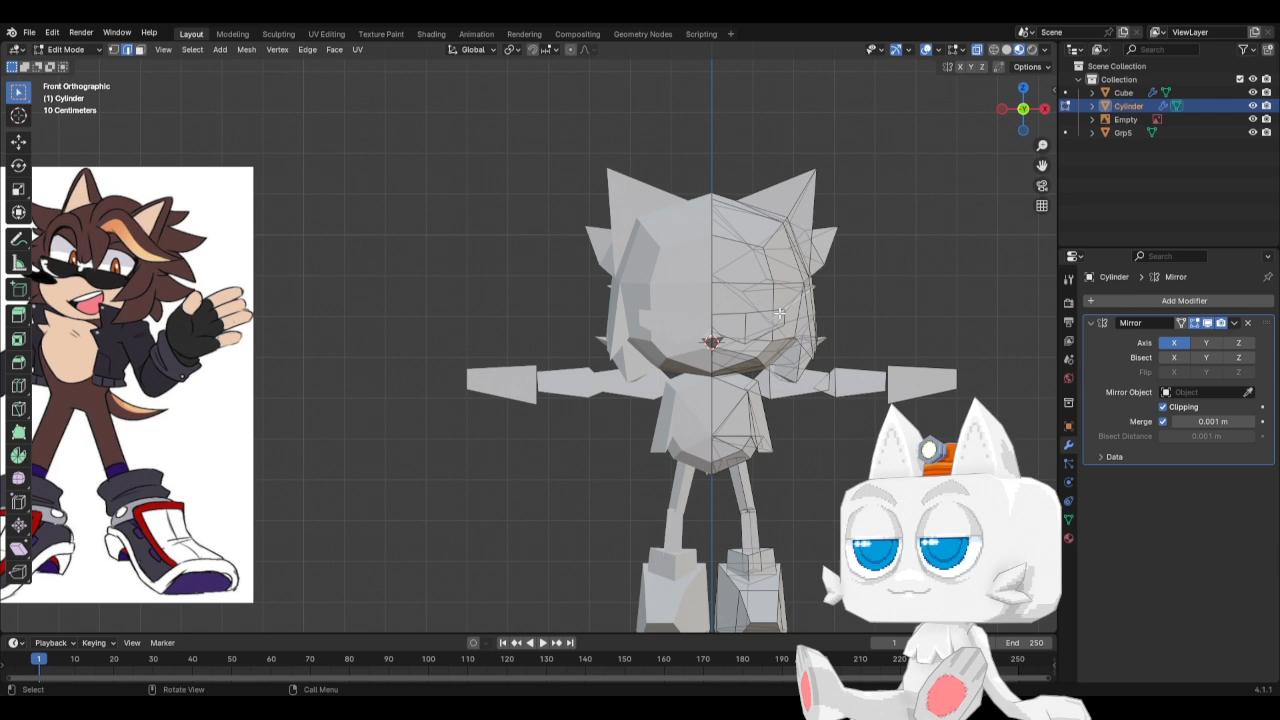 File Edit Render Window Help Layout Modeling Sculpting UV Editing Texture Paint Shading Animation Rendering Compositing Geometry Nodes Scripting + Scene ViewLayer
Edit Mode View Select Add Mesh Vertex Edge Face UV Global Search
X Y Z Options Scene Collection
Front Orthographic Collection
(1) Cylinder Cube
10 Centimeters Cylinder
Empty
Grp5
Z
Y X
Search
Cylinder Mirror
Add Modifier
Mirror
Axis X Y Z
Bisect X Y Z
Flip X Y Z
Mirror Object Object
Clipping
Merge 0.001 m
Bisect Distance 0.001 m
Data
Playback Keying View Marker 1 End 250
1 10 20 30 40 50 60 70 80 90 100 110 120 130 140 150 160 170 180 190 200 210 220 250
Select Rotate View Call Menu 4.1.1